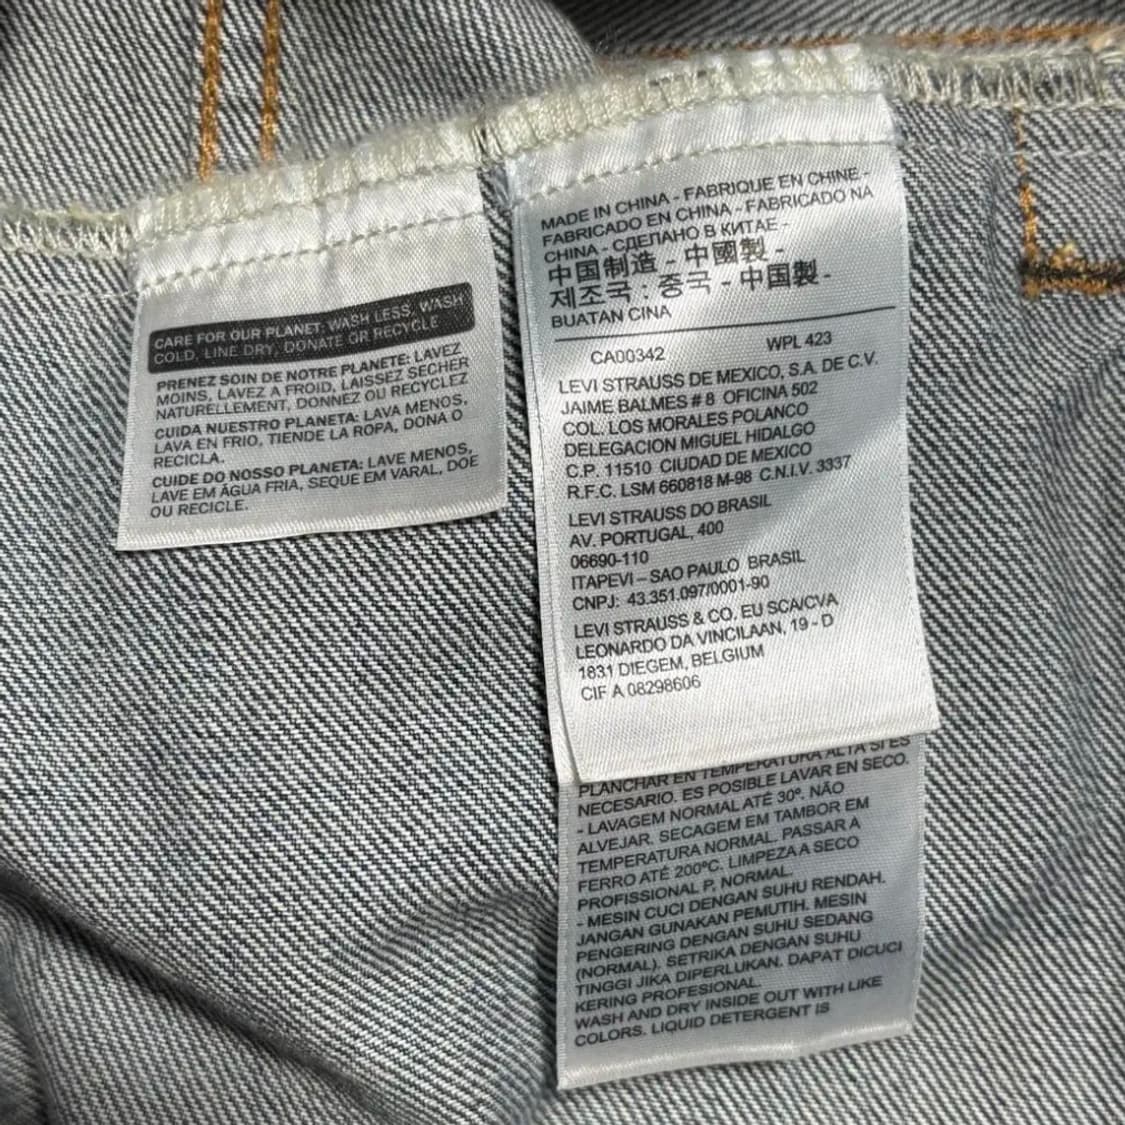 CARE FOR OUR PLANET: WASH LESS, WASH
COLD, LINE DRY, DONATE OR RECYCLE
PRENEZ SOIN DE NOTRE PLANETE: LAVEZ
MOINS, LAVEZ A FROID, LAISSEZ SECHER
NATURELLEMENT, DONNEZ OU RECYCLEZ
CUIDA NUESTRO PLANETA: LAVA MENOS,
LAVA EN FRIO, TIENDE LA ROPA, DONA O
RECICLA.
CUIDE DO NOSSO PLANETA: LAVE MENOS,
LAVE EM ÁGUA FRIA, SEQUE EM VARAL, DOE
OU RECICLE.
MADE IN CHINA - FABRIQUE EN CHINE -
FABRICADO EN CHINA - FABRICADO NA
CHINA - СДЕПАНО В КИТАЕ -
中国制造 - 中國製 -
제조국 : 중국 - 中国製 -
BUATAN CINA
CA00342 WPL 423
LEVI STRAUSS DE MEXICO, S.A. DE C.V.
JAIME BALMES # 8 OFICINA 502
COL. LOS MORALES POLANCO
DELEGACION MIGUEL HIDALGO
C.P. 11510 CIUDAD DE MEXICO
R.F.C. LSM 660818 M-98 C.N.I.V. 3337
LEVI STRAUSS DO BRASIL
AV. PORTUGAL, 400
06690-110
ITAPEVI – SAO PAULO BRASIL
CNPJ: 43.351.097/0001-90
LEVI STRAUSS & CO. EU SCA/CVA
LEONARDO DA VINCILAAN, 19 - D
1831 DIEGEM, BELGIUM
CIF A 08298606
PLANCHAR EN TEMPERATURA ALTA SI ES
NECESARIO. ES POSIBLE LAVAR EN SECO.
- LAVAGEM NORMAL ATÉ 30º, NÃO
ALVEJAR. SECAGEM EM TAMBOR EM
TEMPERATURA NORMAL. PASSAR A
FERRO ATÉ 200ºC. LIMPEZA A SECO
PROFISSIONAL P, NORMAL.
- MESIN CUCI DENGAN SUHU RENDAH.
JANGAN GUNAKAN PEMUTIH. MESIN
PENGERING DENGAN SUHU SEDANG
(NORMAL). SETRIKA DENGAN SUHU
TINGGI JIKA DIPERLUKAN. DAPAT DICUCI
KERING PROFESIONAL.
WASH AND DRY INSIDE OUT WITH LIKE
COLORS. LIQUID DETERGENT IS